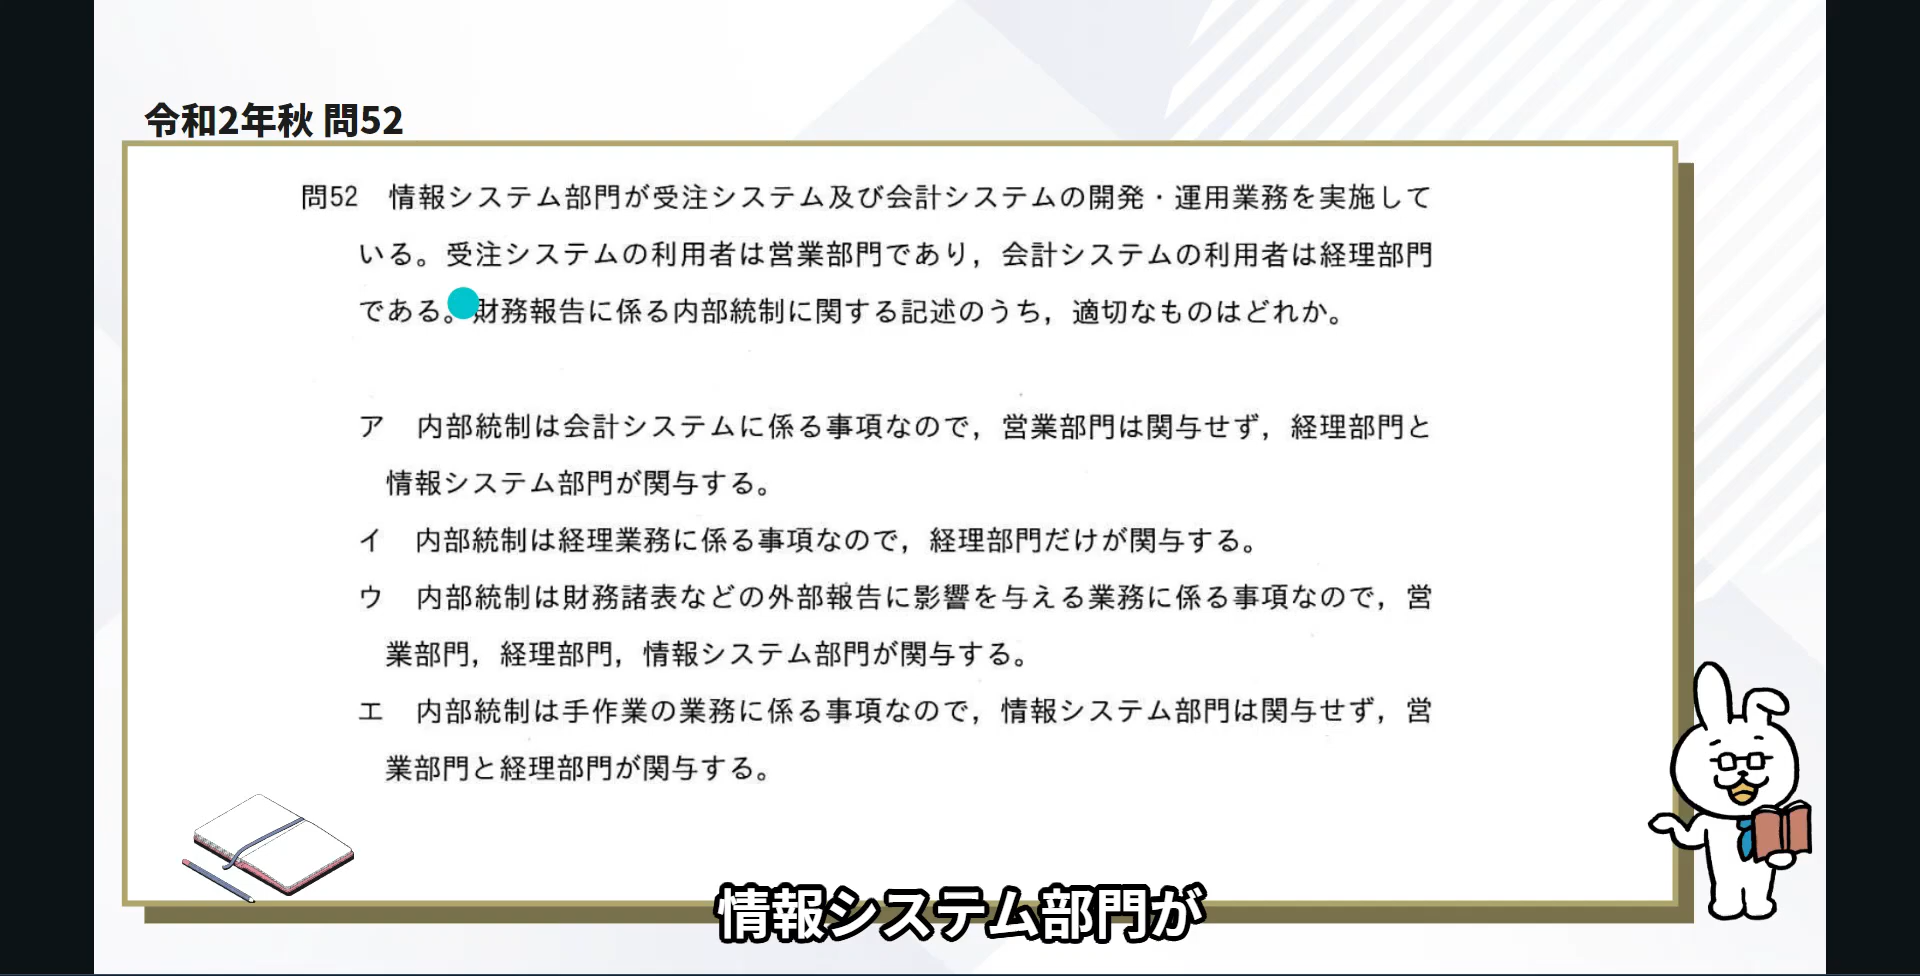 令和2年秋 問52
問52　情報システム部門が受注システム及び会計システムの開発・運用業務を実施して
いる。受注システムの利用者は営業部門であり，会計システムの利用者は経理部門
である。財務報告に係る内部統制に関する記述のうち，適切なものはどれか。
ア　内部統制は会計システムに係る事項なので，営業部門は関与せず，経理部門と
情報システム部門が関与する。
イ　内部統制は経理業務に係る事項なので，経理部門だけが関与する。
ウ　内部統制は財務諸表などの外部報告に影響を与える業務に係る事項なので，営
業部門，経理部門，情報システム部門が関与する。
エ　内部統制は手作業の業務に係る事項なので，情報システム部門は関与せず，営
業部門と経理部門が関与する。
情報システム部門が